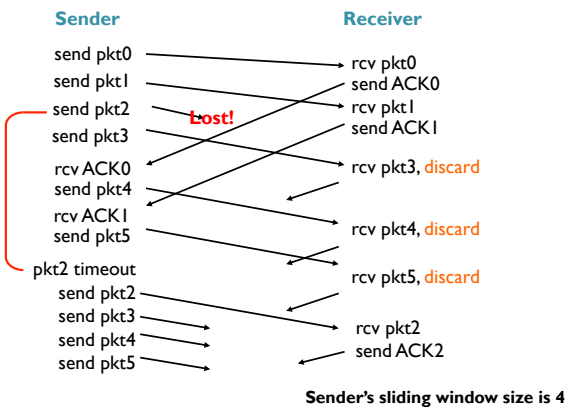 Sender
Receiver
send pkt0
rcv pkt0
send pkt1
send ACK0
send pkt2
Lost!
rcv pkt1
send pkt3
send ACK1
rcv ACK0
rcv pkt3, discard
send pkt4
rcv ACK1
rcv pkt4, discard
send pkt5
pkt2 timeout
rcv pkt5, discard
send pkt2
send pkt3
rcv pkt2
send pkt4
send ACK2
send pkt5
Sender's sliding window size is 4